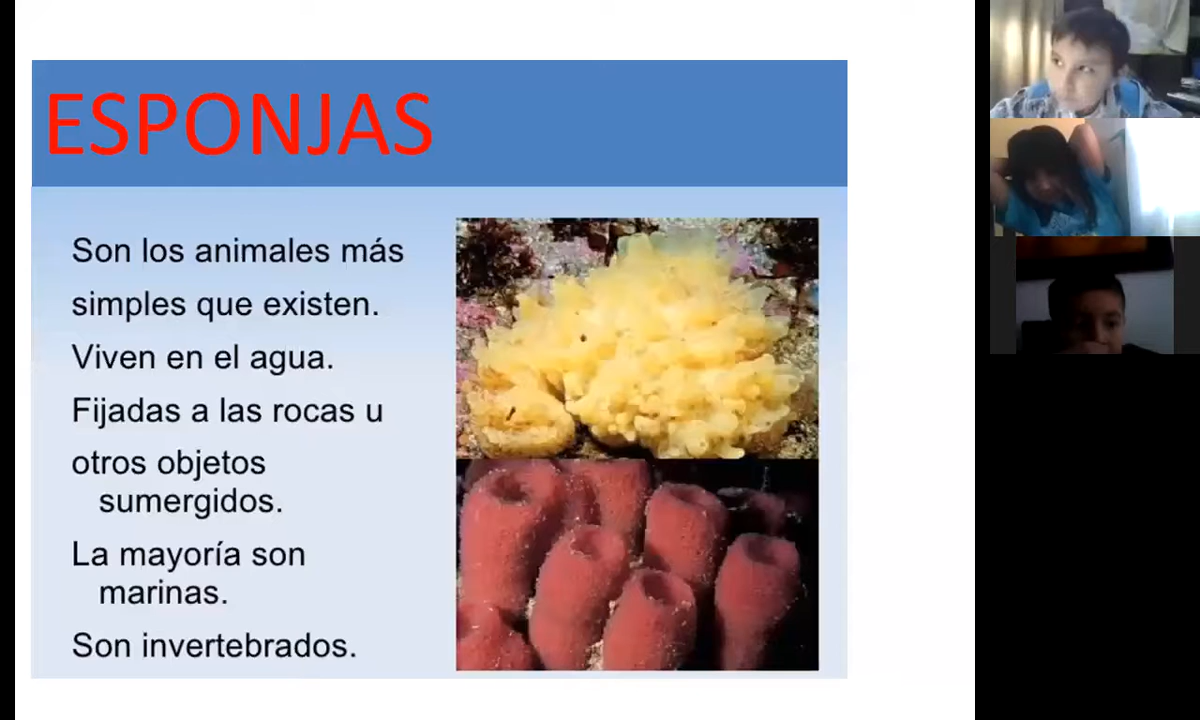 ESPONJAS
Son los animales más
simples que existen.
Viven en el agua.
Fijadas a las rocas u
otros objetos
sumergidos.
La mayoría son
marinas.
Son invertebrados.